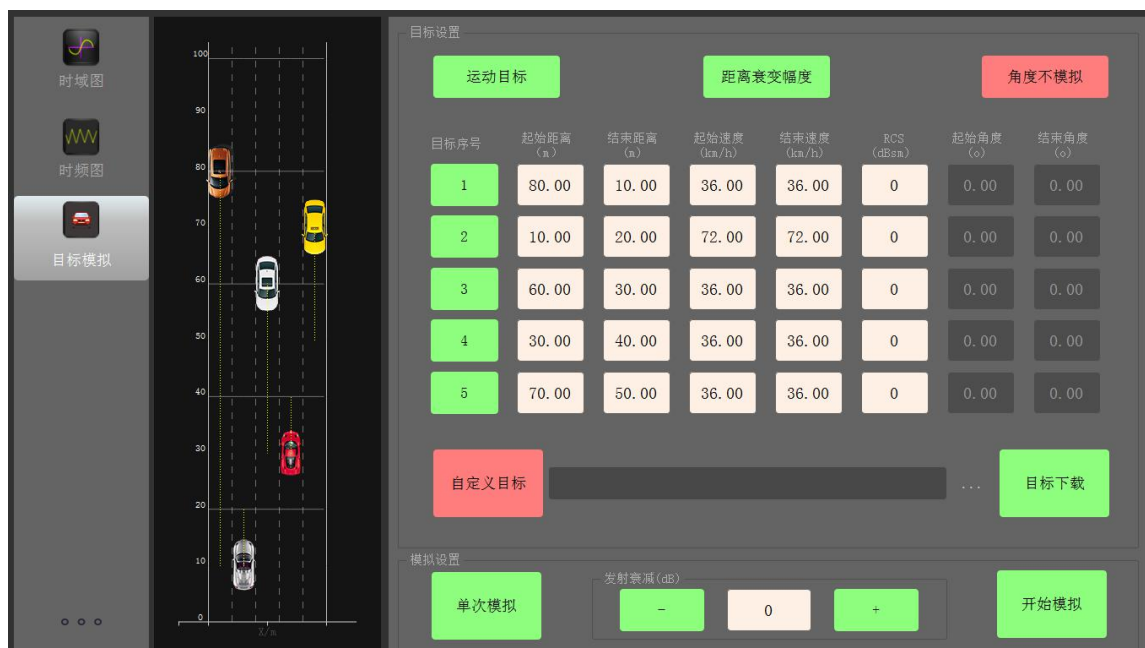 时域图
时频图
目标模拟
100
90
80
70
60
50
40
30
20
10
0
X/m
目标设置
运动目标 距离衰变幅度 角度不模拟
目标序号 起始距离 (m) 结束距离 (m) 起始速度 (km/h) 结束速度 (km/h) RCS (dBsm) 起始角度 (o) 结束角度 (o)
1 80.00 10.00 36.00 36.00 0 0.00 0.00
2 10.00 20.00 72.00 72.00 0 0.00 0.00
3 60.00 30.00 36.00 36.00 0 0.00 0.00
4 30.00 40.00 36.00 36.00 0 0.00 0.00
5 70.00 50.00 36.00 36.00 0 0.00 0.00
自定义目标 ... 目标下载
模拟设置
发射衰减(dB)
单次模拟 - 0 + 开始模拟